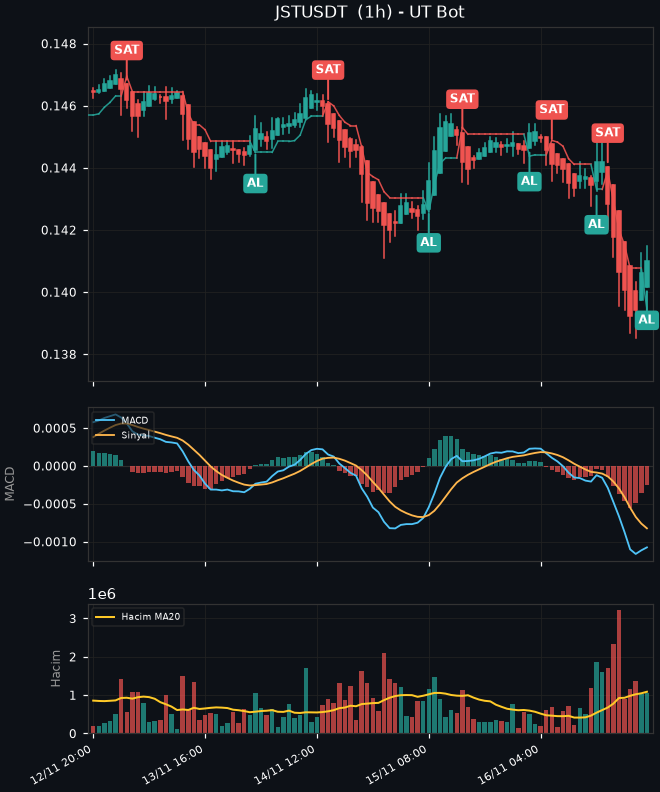 JSTUSDT (1h) - UT Bot
0.148
0.146
0.144
0.142
0.140
0.138
SAT
SAT
SAT
SAT
SAT
AL
AL
AL
AL
AL
MACD
0.0005
0.0000
−0.0005
−0.0010
MACD
Sinyal
1e6
Hacim
3
2
1
0
Hacim MA20
12/11 20:00
13/11 16:00
14/11 12:00
15/11 08:00
16/11 04:00